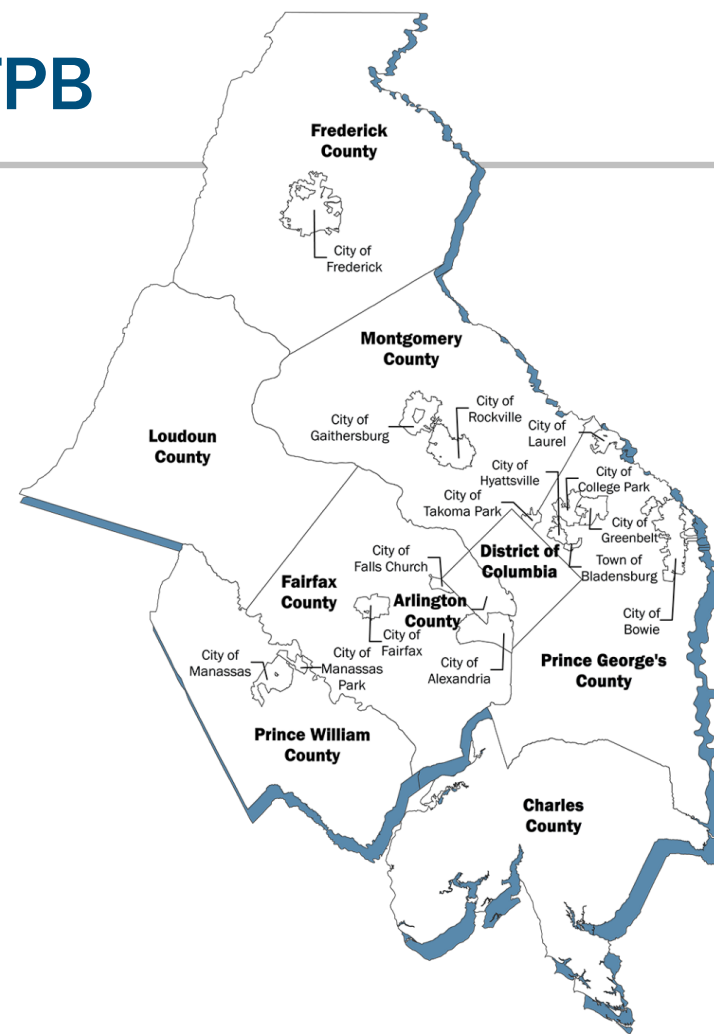 TPB
Frederick
County
City of
Frederick
Montgomery
County
City of
Rockville
City of
Gaithersburg
City of
Laurel
Loudoun
County
City of
Hyattsville
City of
College Park
City of
Takoma Park
City of
Greenbelt
District of
Columbia
City of
Falls Church
Town of
Bladensburg
Fairfax
County
Arlington
County
City of
Bowie
City of
Fairfax
City of
Manassas
City of
Manassas
Park
City of
Alexandria
Prince George's
County
Prince William
County
Charles
County